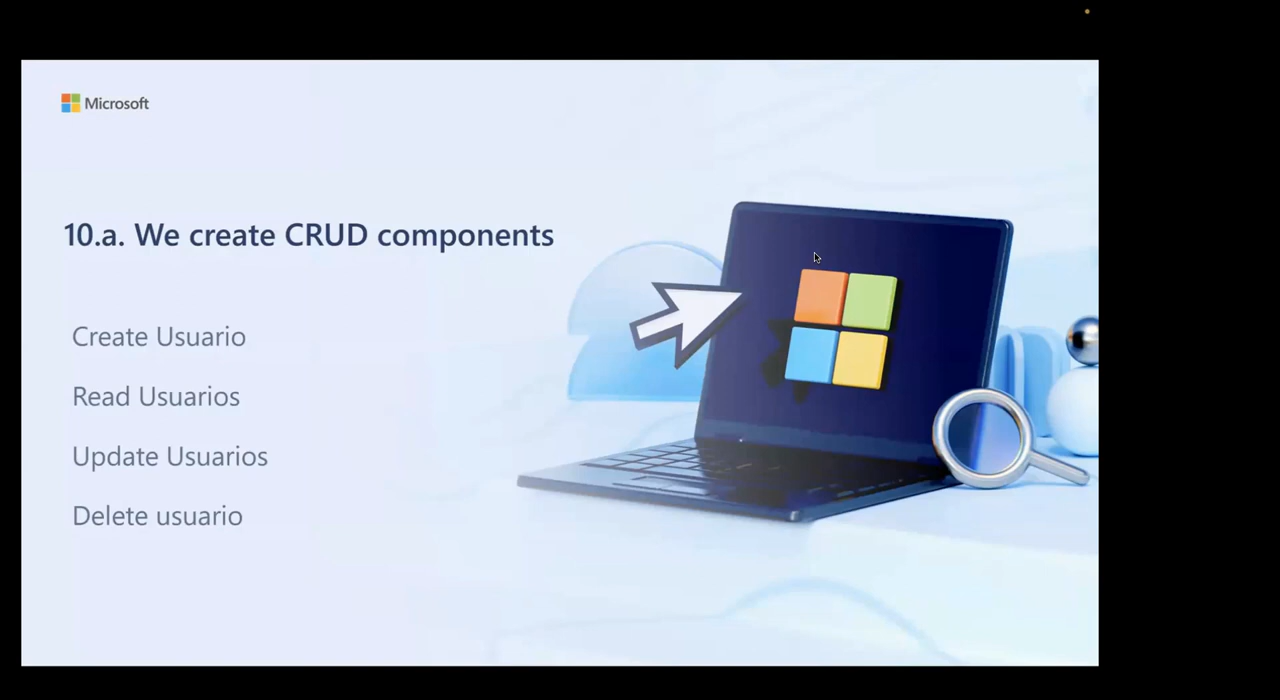 Microsoft
10.a. We create CRUD components
Create Usuario
Read Usuarios
Update Usuarios
Delete usuario